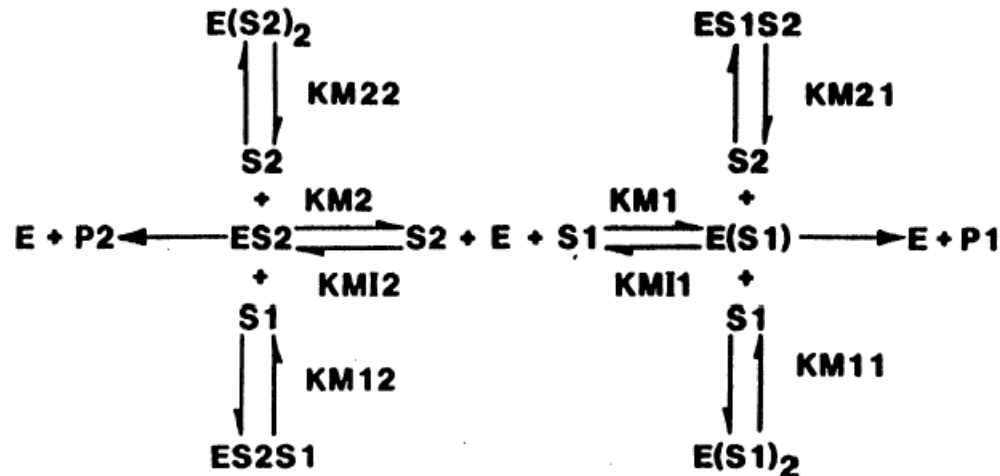 E(S2)₂ ES1S2
KM22 KM21
S2 S2
+ KM2 KM1 +
E + P2 ES2 S2 + E + S1 E(S1) E + P1
+ KMI2 KMI1 +
S1 S1
KM12 KM11
ES2S1 E(S1)₂